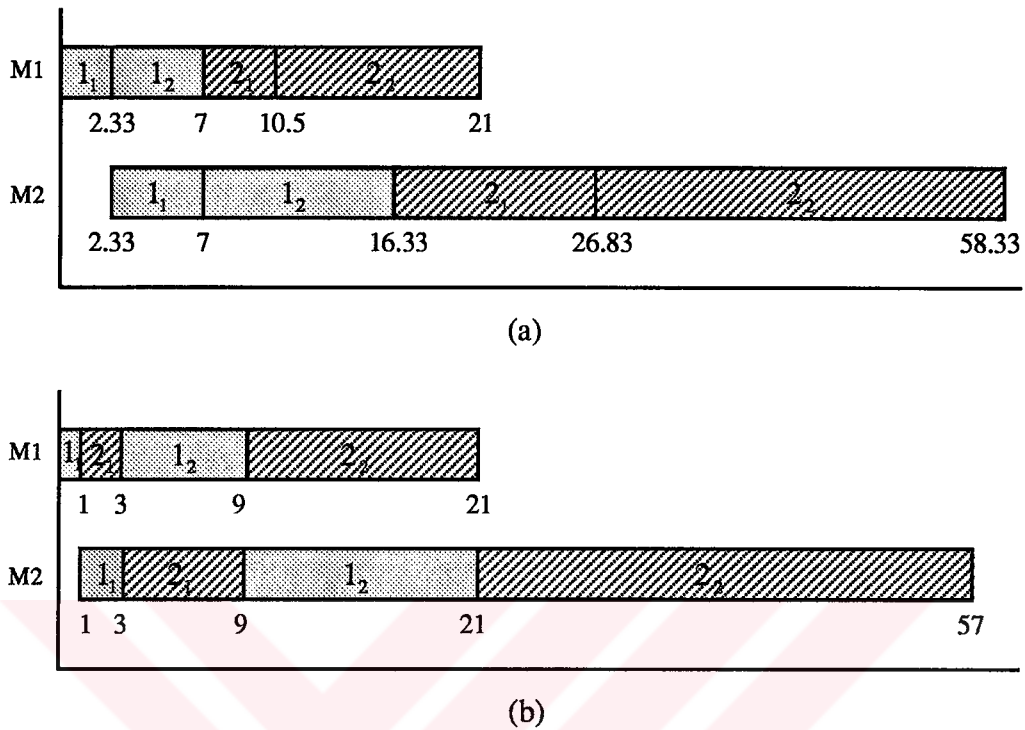 M1 1₁ 1₂ 2₁ 2₂
2.33 7 10.5 21
M2 1₁ 1₂ 2₁ 2₂
2.33 7 16.33 26.83 58.33
(a)
M1 1 2₁ 1₂ 2₂
1 3 9 21
M2 1₁ 2₁ 1₂ 2₂
1 3 9 21 57
(b)